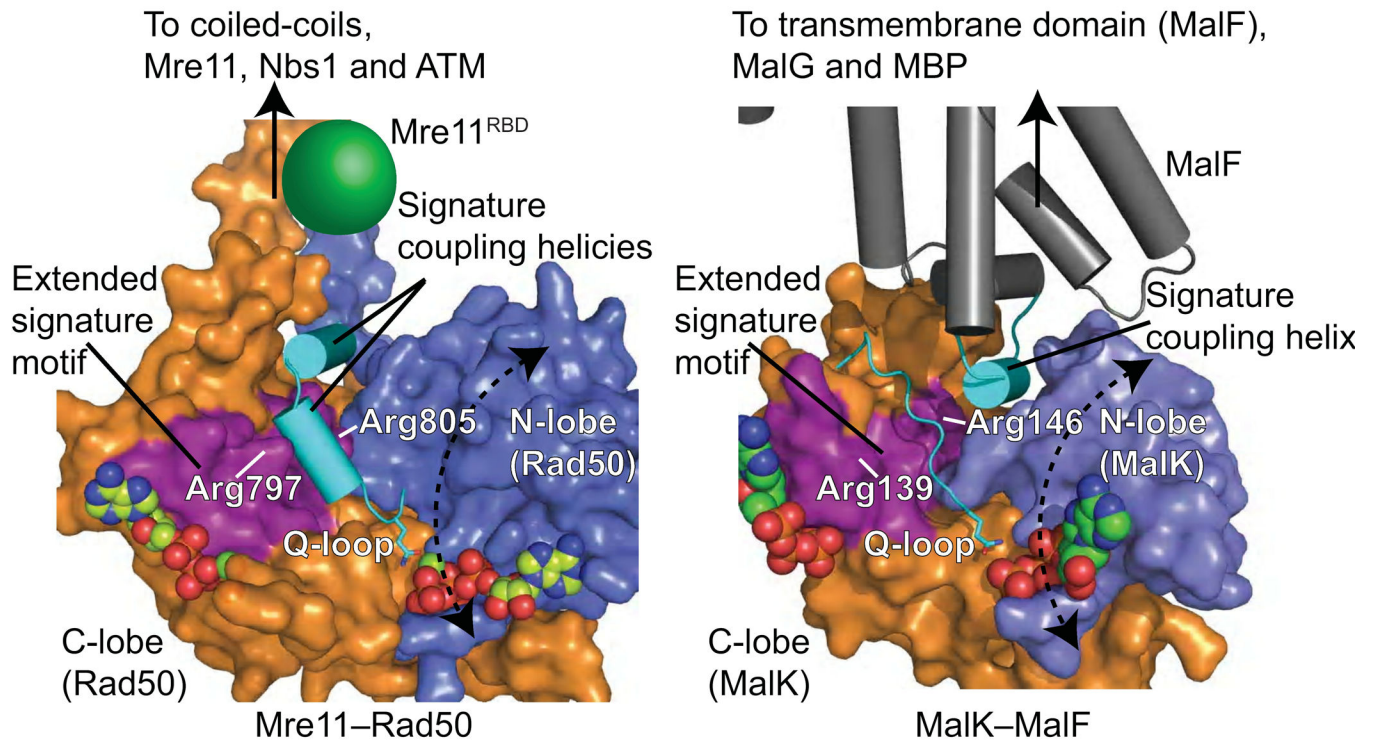 To coiled-coils,
Mre11, Nbs1 and ATM
Mre11RBD
Signature
coupling helicies
Extended
signature
motif
Arg805
N-lobe
(Rad50)
Arg797
Q-loop
C-lobe
(Rad50)
Mre11–Rad50
To transmembrane domain (MalF),
MalG and MBP
MalF
Extended
signature
motif
Signature
coupling helix
Arg146
N-lobe
(MalK)
Arg139
Q-loop
C-lobe
(MalK)
MalK–MalF